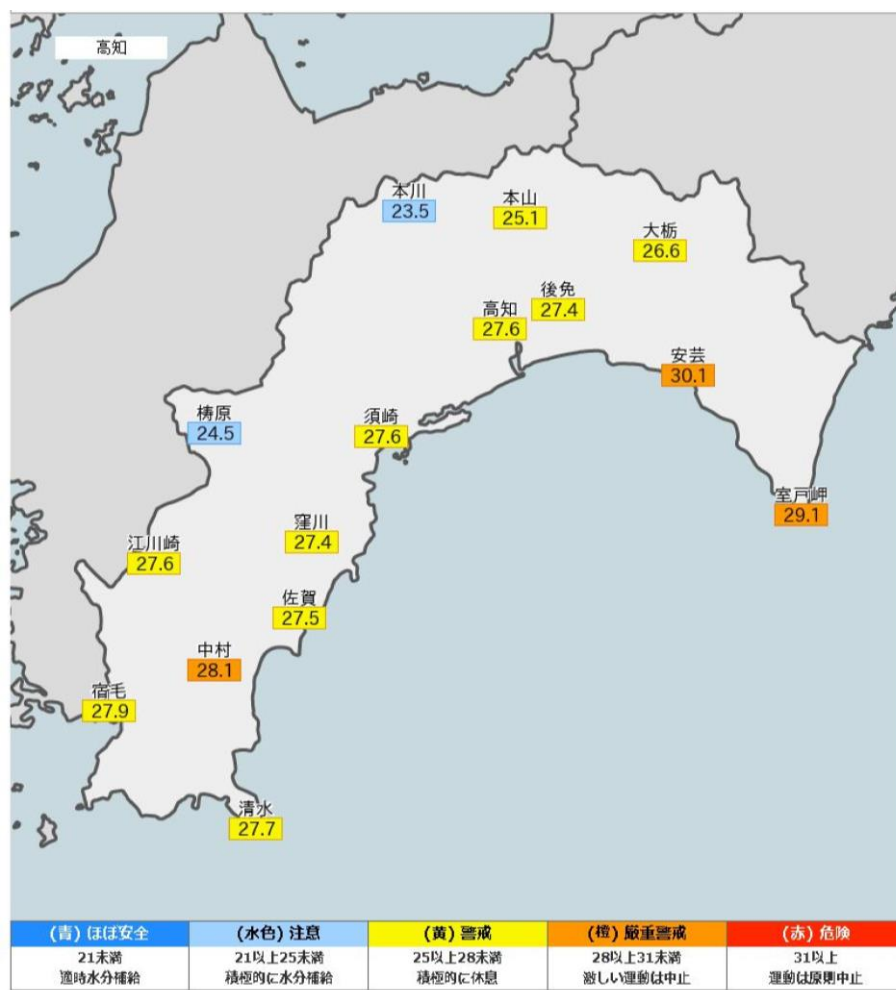 高知
本川
23.5
本山
25.1
大栃
26.6
後免
27.4
高知
27.6
安芸
30.1
梼原
24.5
須崎
27.6
室戸岬
29.1
窪川
27.4
江川崎
27.6
佐賀
27.5
中村
28.1
宿毛
27.9
清水
27.7
(青) ほぼ安全 (水色) 注意 (黄) 警戒 (橙) 厳重警戒 (赤) 危険
21未満 21以上25未満 25以上28未満 28以上31未満 31以上
適時水分補給 積極的に水分補給 積極的に休息 激しい運動は中止 運動は原則中止